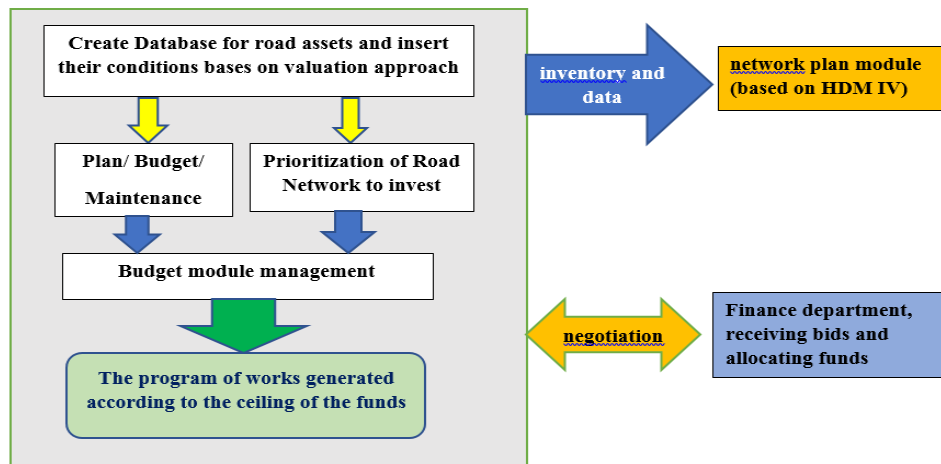 Create Database for road assets and insert
their conditions bases on valuation approach
inventory and
data
network plan module
(based on HDM IV)
Plan/ Budget/
Maintenance
Prioritization of Road
Network to invest
Budget module management
negotiation
Finance department,
receiving bids and
allocating funds
The program of works generated
according to the ceiling of the funds